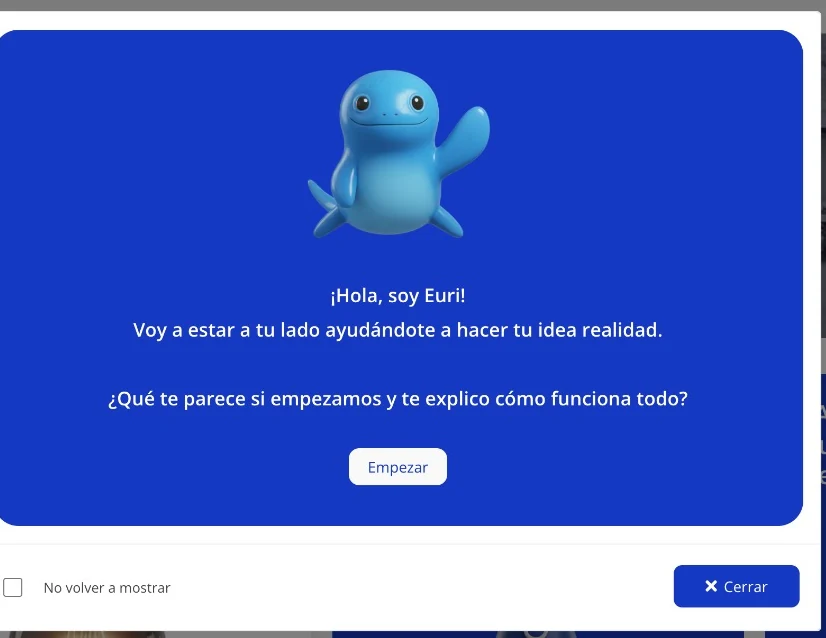 ¡Hola, soy Euri!
Voy a estar a tu lado ayudándote a hacer tu idea realidad.
¿Qué te parece si empezamos y te explico cómo funciona todo?
Empezar
No volver a mostrar
Cerrar